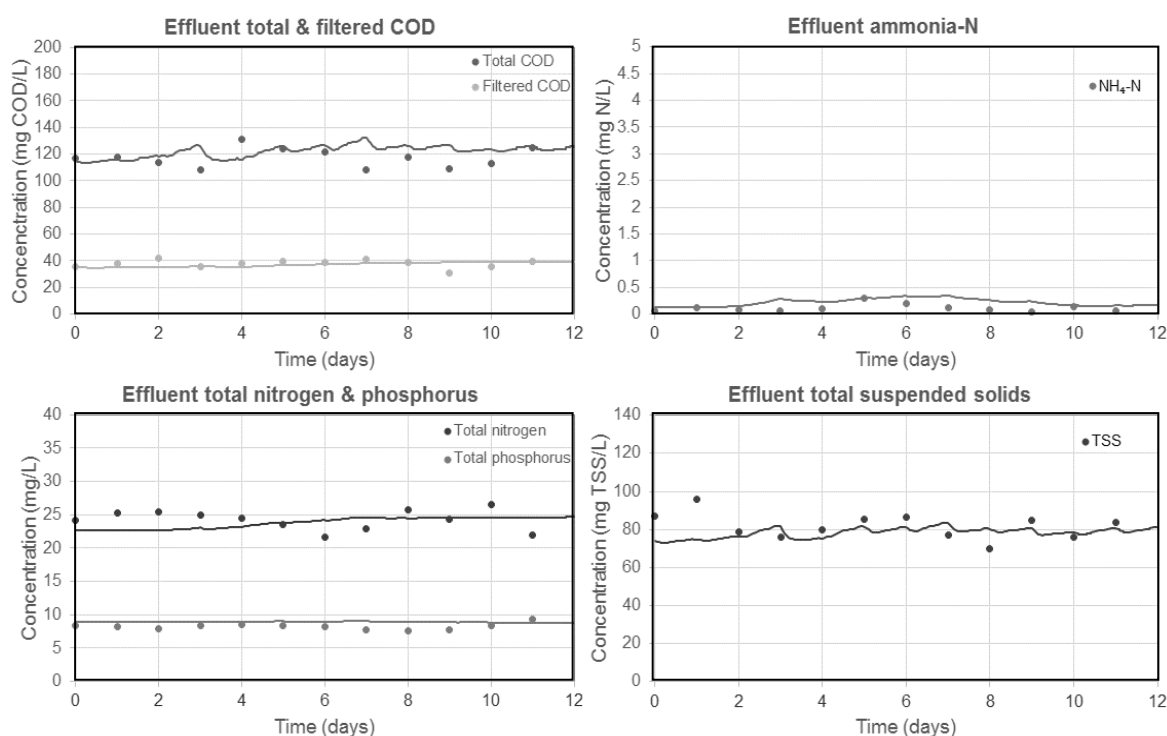 Effluent total & filtered COD
Concenctration (mg COD/L)
200
180
160
140
120
100
80
60
40
20
0
Total COD
Filtered COD
0 2 4 6 8 10 12
Time (days)
Effluent ammonia-N
Concentration (mg N/L)
5
4.5
4
3.5
3
2.5
2
1.5
1
0.5
0
NH₄-N
0 2 4 6 8 10 12
Time (days)
Effluent total nitrogen & phosphorus
Concentration (mg/L)
40
35
30
25
20
15
10
5
0
Total nitrogen
Total phosphorus
0 2 4 6 8 10 12
Time (days)
Effluent total suspended solids
Concentration (mg TSS/L)
140
120
100
80
60
40
20
0
TSS
0 2 4 6 8 10 12
Time (days)